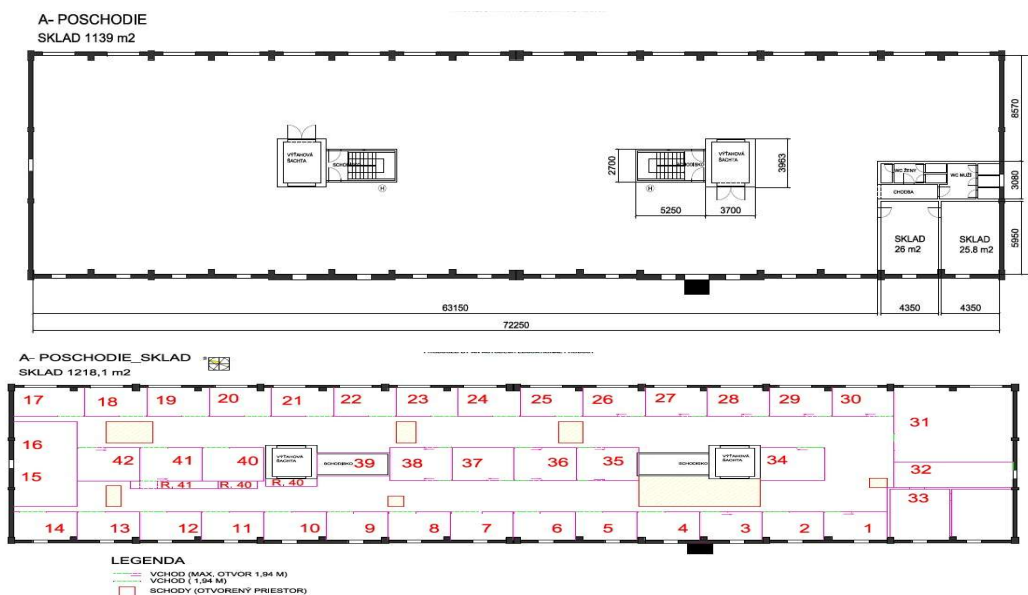 A- POSCHODIE
SKLAD 1139 m2
VÝŤAHOVÁ ŠACHTA
SCHODISKO
H
2700
SCHODISKO
VÝŤAHOVÁ ŠACHTA
3963
H
5250
3700
WC ŽENY
WC MUŽI
CHODBA
8570
3080
5950
SKLAD
26 m2
SKLAD
25.8 m2
63150
4350
4350
72250
A- POSCHODIE_SKLAD
SKLAD 1218,1 m2
17
18
19
20
21
22
23
24
25
26
27
28
29
30
31
16
15
42
41
40
VÝŤAHOVÁ ŠACHTA
SCHODISKO
39
38
37
36
35
SCHODISKO
VÝŤAHOVÁ ŠACHTA
34
32
R. 41
R. 40
R. 40
33
14
13
12
11
10
9
8
7
6
5
4
3
2
1
LEGENDA
VCHOD (MAX, OTVOR 1,94 M)
VCHOD ( 1,94 M)
SCHODY (OTVORENÝ PRIESTOR)